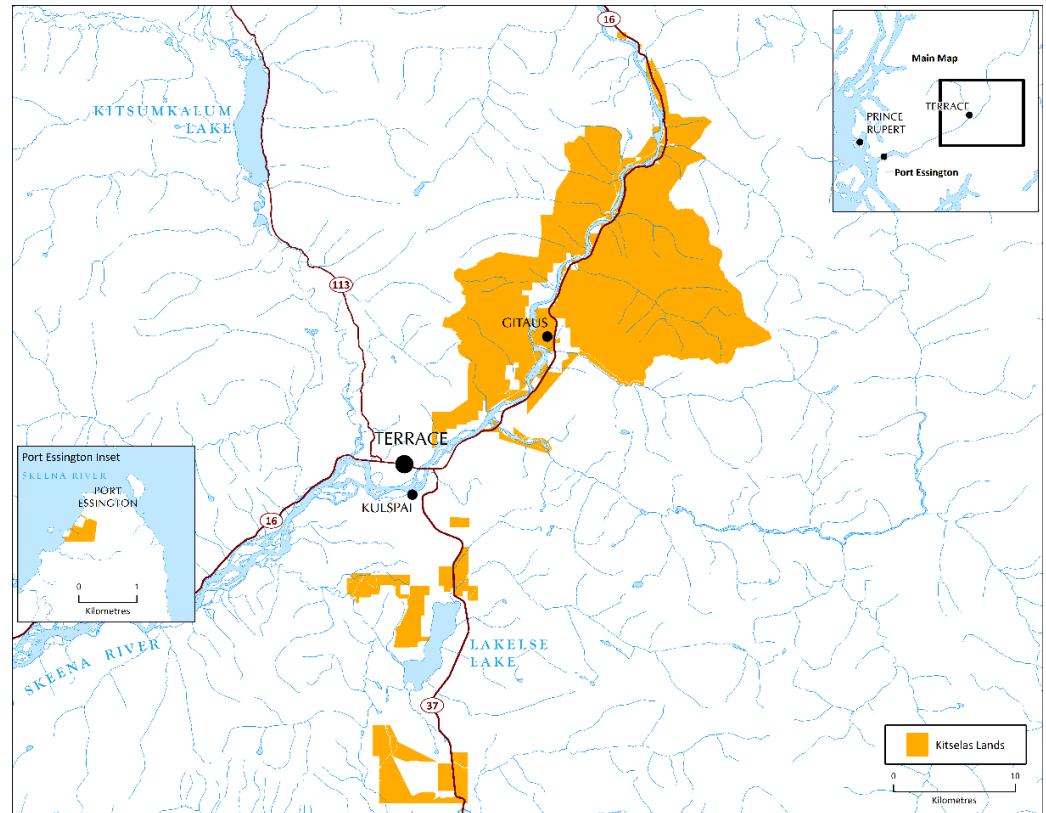 16
KITSUMKALUM
LAKE
Main Map
TERRACE
PRINCE
RUPERT
Port Essington
113
GITAUS
TERRACE
KULSPAI
16
Port Essington Inset
SKEENA RIVER
PORT
ESSINGTON
0 1
Kilometres
SKEENA RIVER
LAKELSE
LAKE
37
Kitselas Lands
0 10
Kilometres